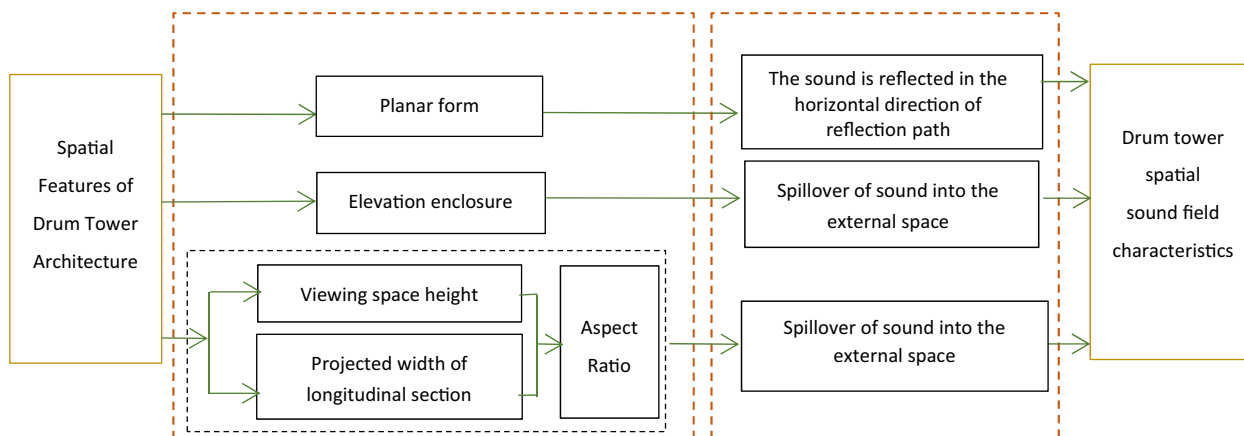 Spatial
Features of
Drum Tower
Architecture
Planar form
The sound is reflected in the
horizontal direction of
reflection path
Elevation enclosure
Spillover of sound into the
external space
Viewing space height
Projected width of
longitudinal section
Aspect
Ratio
Spillover of sound into the
external space
Drum tower
spatial
sound field
characteristics